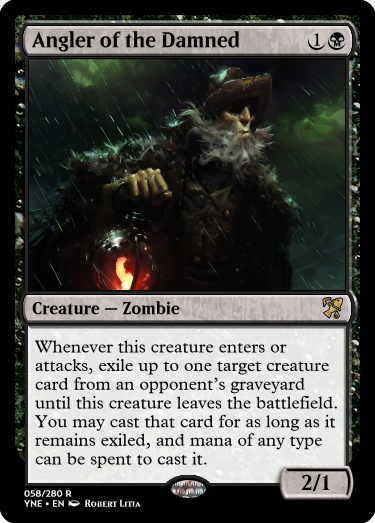 Angler of the Damned 1
Creature — Zombie
Whenever this creature enters or
attacks, exile up to one target creature
card from an opponent's graveyard
until this creature leaves the battlefield.
You may cast that card for as long as it
remains exiled, and mana of any type
can be spent to cast it.
2/1
058/280 R
YNE • EN Robert Litia